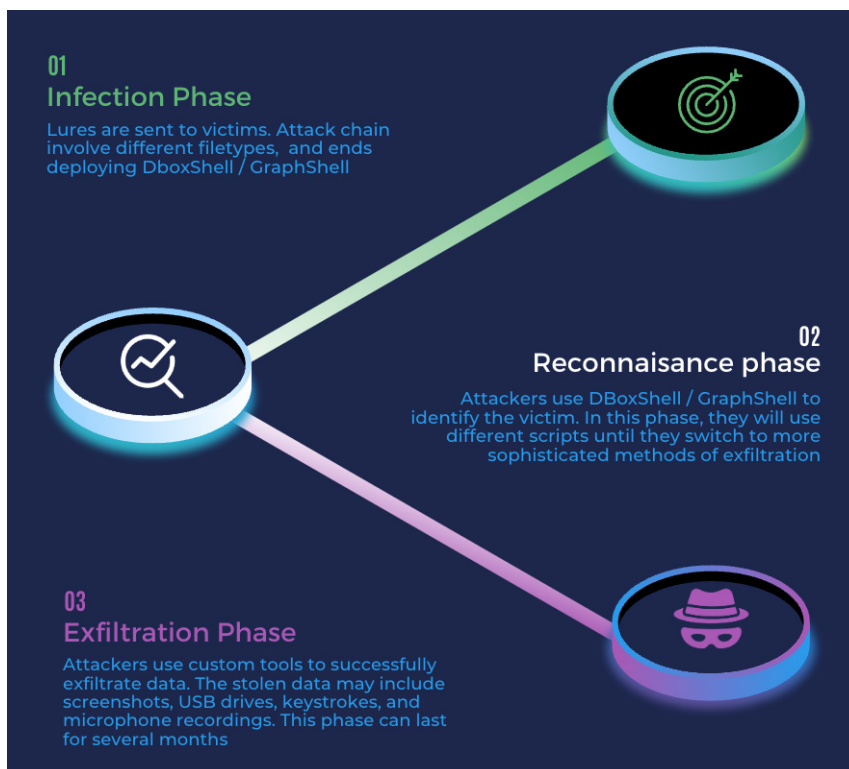 01
Infection Phase
Lures are sent to victims. Attack chain
involve different filetypes, and ends
deploying DboxShell / GraphShell
02
Reconnaisance phase
Attackers use DBoxShell / GraphShell to
identify the victim. In this phase, they will use
different scripts until they switch to more
sophisticated methods of exfiltration
03
Exfiltration Phase
Attackers use custom tools to successfully
exfiltrate data. The stolen data may include
screenshots, USB drives, keystrokes, and
microphone recordings. This phase can last
for several months